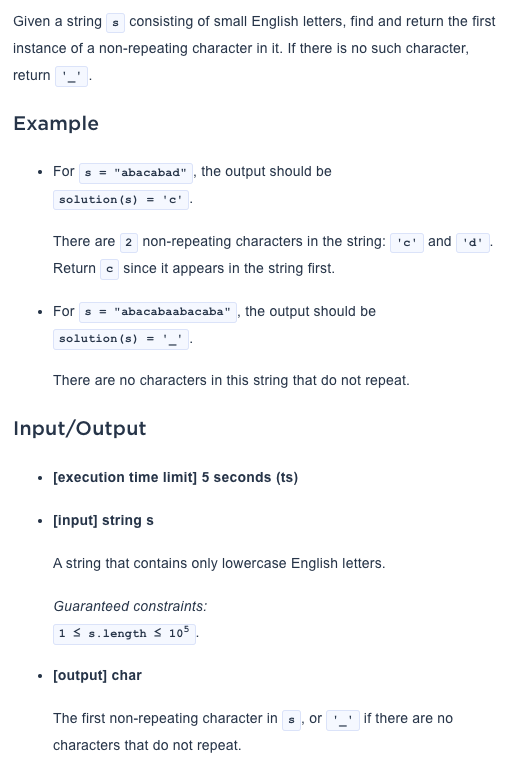 Given a string s consisting of small English letters, find and return the first
instance of a non-repeating character in it. If there is no such character,
return '_'.
Example
• For s = "abacabad", the output should be
solution(s) = 'c'.
There are 2 non-repeating characters in the string: 'c' and 'd'.
Return c since it appears in the string first.
• For s = "abacabaabacaba", the output should be
solution(s) = '_'.
There are no characters in this string that do not repeat.
Input/Output
• [execution time limit] 5 seconds (ts)
• [input] string s
A string that contains only lowercase English letters.
Guaranteed constraints:
1 ≤ s.length ≤ 10⁵.
• [output] char
The first non-repeating character in s, or '_' if there are no
characters that do not repeat.